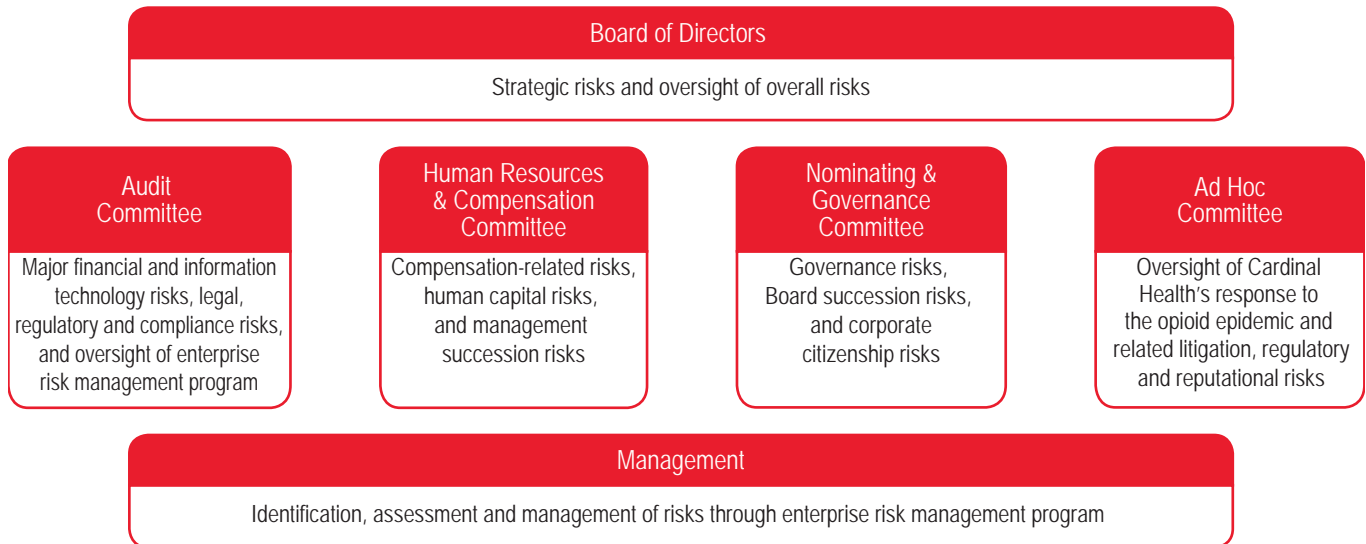 Board of Directors
Strategic risks and oversight of overall risks
Audit
Committee
Major financial and information
technology risks, legal,
regulatory and compliance risks,
and oversight of enterprise
risk management program
Human Resources
& Compensation
Committee
Compensation-related risks,
human capital risks,
and management
succession risks
Nominating &
Governance
Committee
Governance risks,
Board succession risks,
and corporate
citizenship risks
Ad Hoc
Committee
Oversight of Cardinal
Health’s response to
the opioid epidemic and
related litigation, regulatory
and reputational risks
Management
Identification, assessment and management of risks through enterprise risk management program